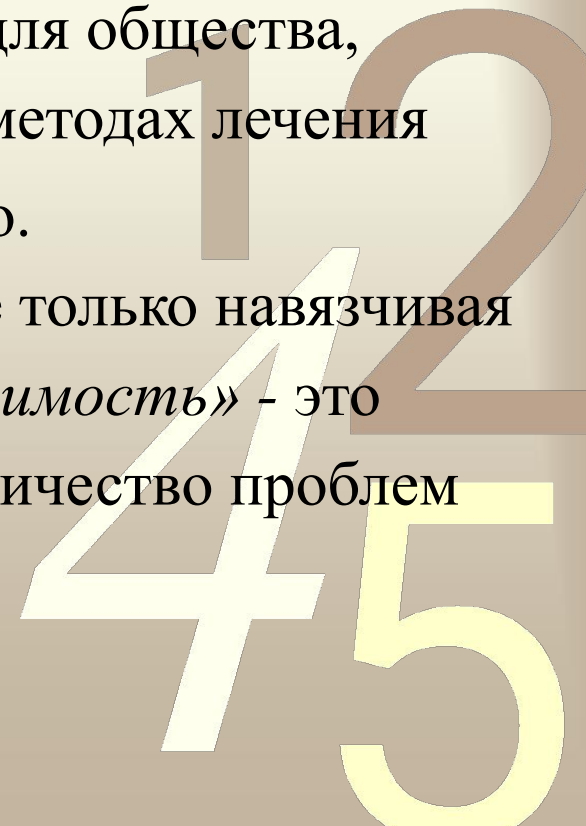 для общества,
методах лечения
о.
е только навязчивая
имость» - это
ичество проблем
1 2
4
5